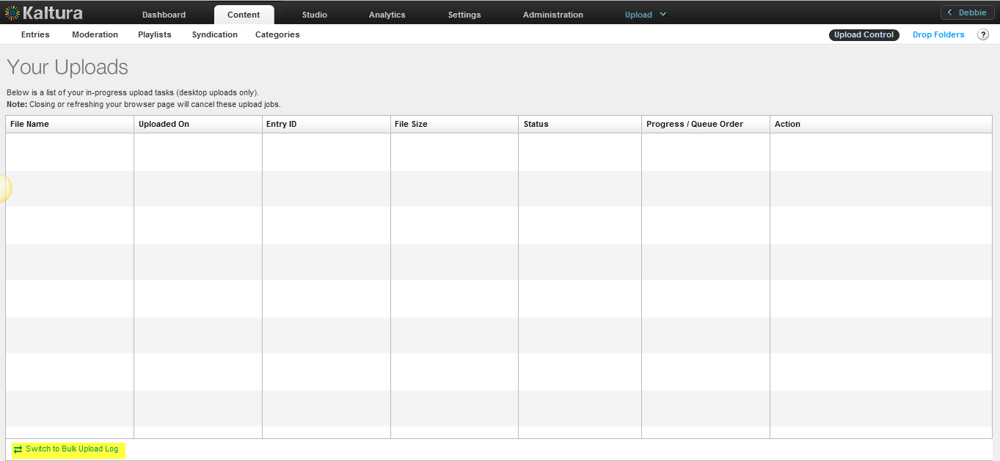 Kaltura Dashboard Content Studio Analytics Settings Administration Upload Debbie
Entries Moderation Playlists Syndication Categories Upload Control Drop Folders ?
Your Uploads
Below is a list of your in-progress upload tasks (desktop uploads only).
Note: Closing or refreshing your browser page will cancel these upload jobs.
File Name Uploaded On Entry ID File Size Status Progress / Queue Order Action
Switch to Bulk Upload Log